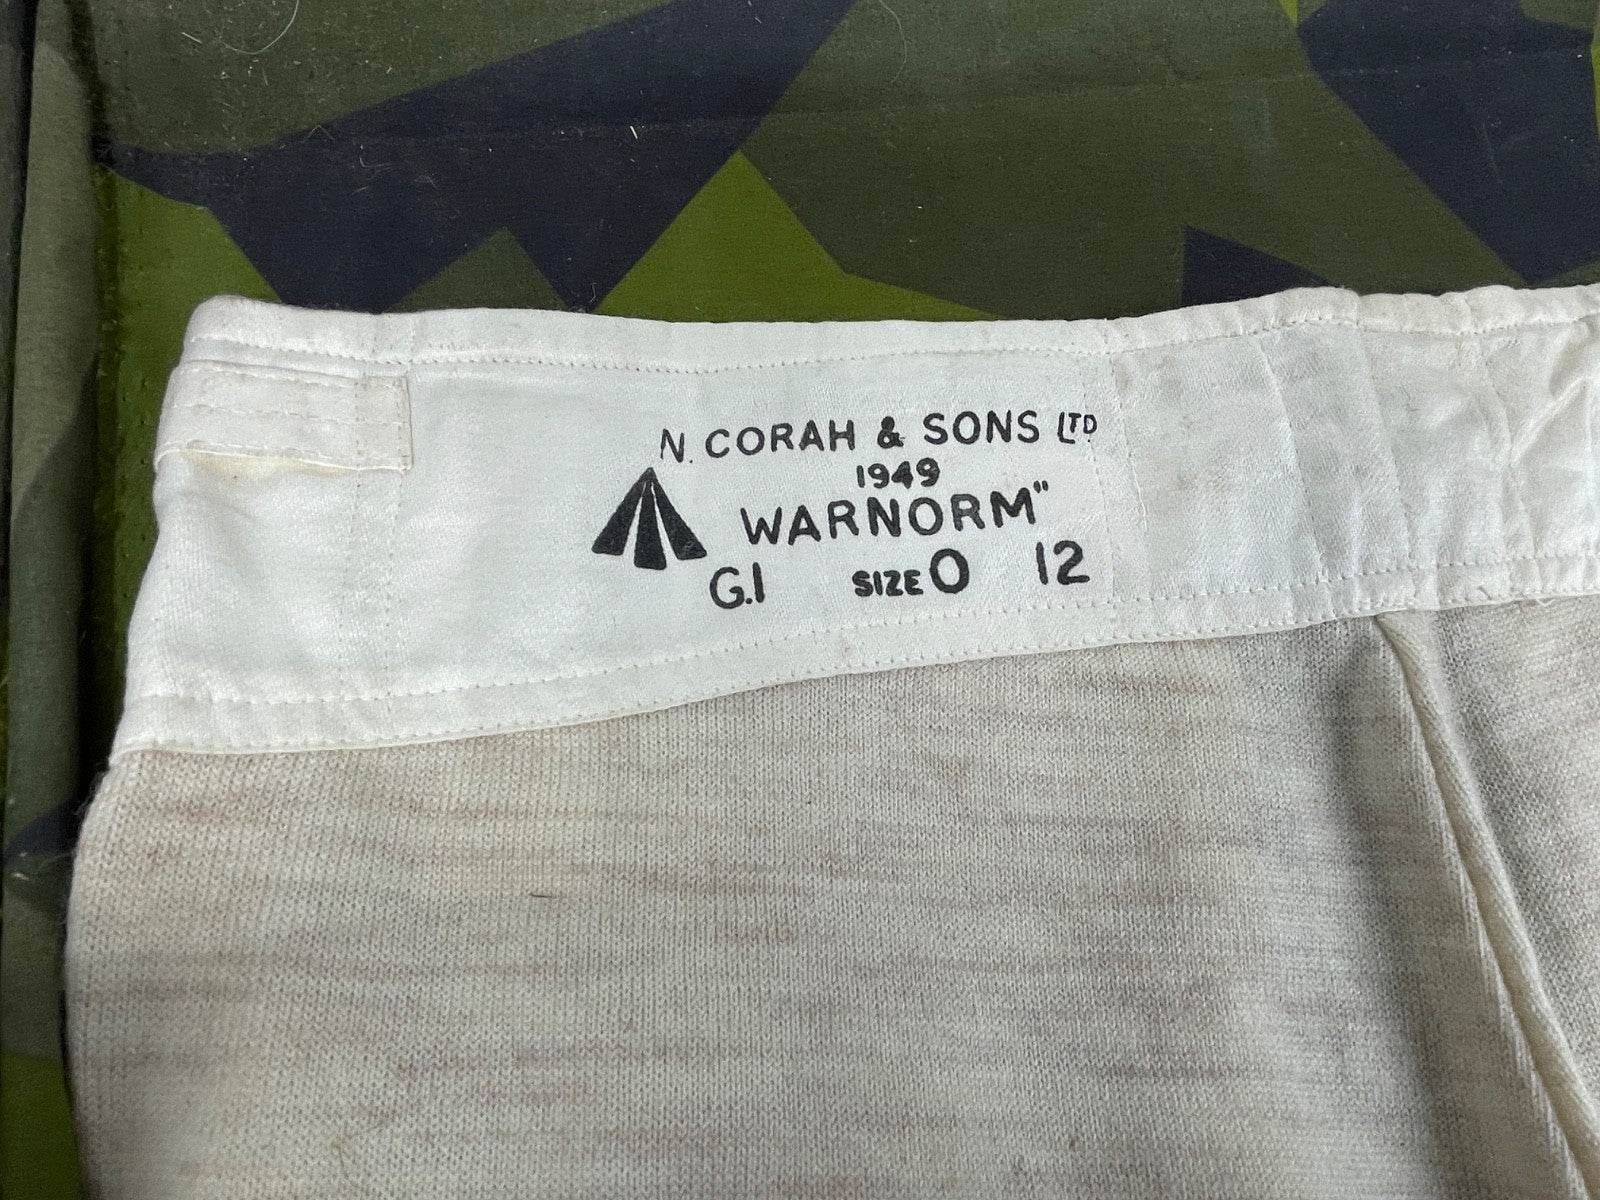 N. CORAH & SONS LTD
1949
WARNORM"
G.1 SIZE 0 12